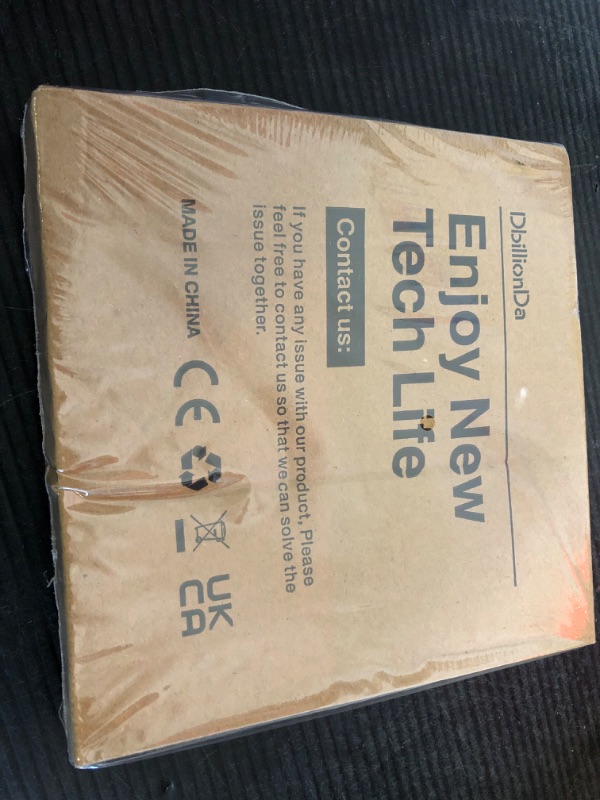 DbillionDa
Enjoy New
Tech Life
Contact us:
If you have any issue with our product, Please
feel free to contact us so that we can solve the
issue together.
MADE IN CHINA CE UK
CA